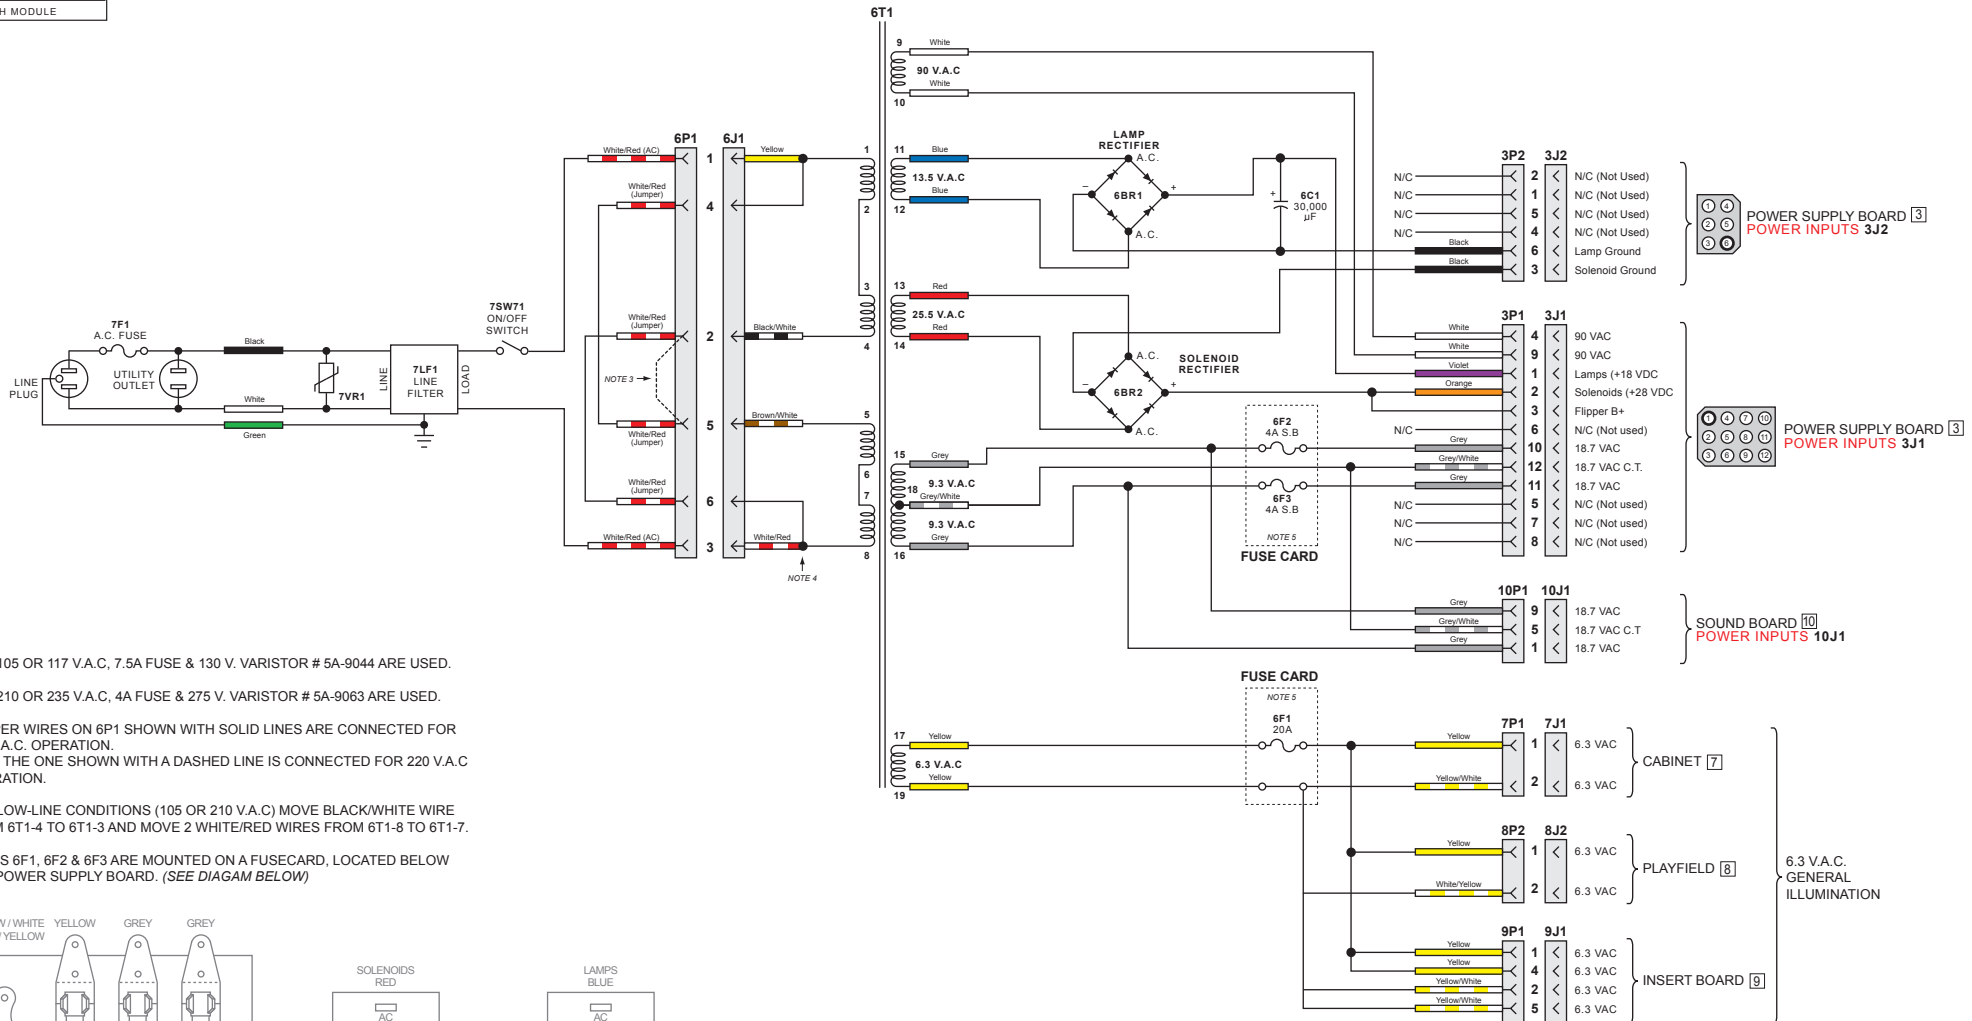 H MODULE
6T1
9
White
90 V.A.C
White
10
6P1 6J1
White/Red (AC)
1
Yellow
1
White/Red
(Jumper)
4
2
11
Blue
13.5 V.A.C
Blue
12
LAMP
RECTIFIER
A.C.
–
6BR1
+
A.C.
+
6C1
30,000
µF
3P2 3J2
N/C 2 N/C (Not Used)
N/C 1 N/C (Not Used)
N/C 5 N/C (Not Used)
N/C 4 N/C (Not Used)
Black 6 Lamp Ground
Black 3 Solenoid Ground
1 4
2 5
3 6
POWER SUPPLY BOARD 3
POWER INPUTS 3J2
3
13
Red
25.5 V.A.C
Red
14
4
White/Red
(Jumper)
2
Black/White
NOTE 3
7SW71
ON/OFF
SWITCH
7F1
A.C. FUSE
Black
LINE
PLUG
UTILITY
OUTLET
7VR1
LINE
7LF1
LINE
FILTER
LOAD
White
Green
A.C.
–
6BR2
+
A.C.
SOLENOID
RECTIFIER
3P1 3J1
White 4 90 VAC
White 9 90 VAC
Violet 1 Lamps (+18 VDC
Orange 2 Solenoids (+28 VDC
3 Flipper B+
N/C 6 N/C (Not used)
Grey 10 18.7 VAC
Grey/White 12 18.7 VAC C.T.
Grey 11 18.7 VAC
N/C 5 N/C (Not used)
N/C 7 N/C (Not used)
N/C 8 N/C (Not used)
1 4 7 10
2 5 8 11
3 6 9 12
POWER SUPPLY BOARD 3
POWER INPUTS 3J1
White/Red
(Jumper)
5
Brown/White
5
6
White/Red
(Jumper)
6
7
White/Red (AC)
3
White/Red
8
NOTE 4
15
Grey
9.3 V.A.C
18
Grey/White
9.3 V.A.C
Grey
16
6F2
4A S.B
6F3
4A S.B
NOTE 5
FUSE CARD
10P1 10J1
Grey 9 18.7 VAC
Grey/White 5 18.7 VAC C.T
Grey 1 18.7 VAC
SOUND BOARD 10
POWER INPUTS 10J1
105 OR 117 V.A.C, 7.5A FUSE & 130 V. VARISTOR # 5A-9044 ARE USED.
210 OR 235 V.A.C, 4A FUSE & 275 V. VARISTOR # 5A-9063 ARE USED.
PER WIRES ON 6P1 SHOWN WITH SOLID LINES ARE CONNECTED FOR
A.C. OPERATION.
THE ONE SHOWN WITH A DASHED LINE IS CONNECTED FOR 220 V.A.C
RATION.
LOW-LINE CONDITIONS (105 OR 210 V.A.C) MOVE BLACK/WHITE WIRE
M 6T1-4 TO 6T1-3 AND MOVE 2 WHITE/RED WIRES FROM 6T1-8 TO 6T1-7.
S 6F1, 6F2 & 6F3 ARE MOUNTED ON A FUSECARD, LOCATED BELOW
POWER SUPPLY BOARD. (SEE DIAGAM BELOW)
FUSE CARD
NOTE 5
6F1
20A
17
Yellow
6.3 V.A.C
Yellow
19
7P1 7J1
Yellow 1 6.3 VAC
Yellow/White 2 6.3 VAC
CABINET 7
8P2 8J2
Yellow 1 6.3 VAC
White/Yellow 2 6.3 VAC
PLAYFIELD 8
6.3 V.A.C.
GENERAL
ILLUMINATION
9P1 9J1
Yellow 1 6.3 VAC
Yellow 4 6.3 VAC
Yellow/White 2 6.3 VAC
Yellow/White 5 6.3 VAC
INSERT BOARD 9
W / WHITE YELLOW GREY GREY
/ YELLOW
SOLENOIDS
RED
AC
LAMPS
BLUE
AC